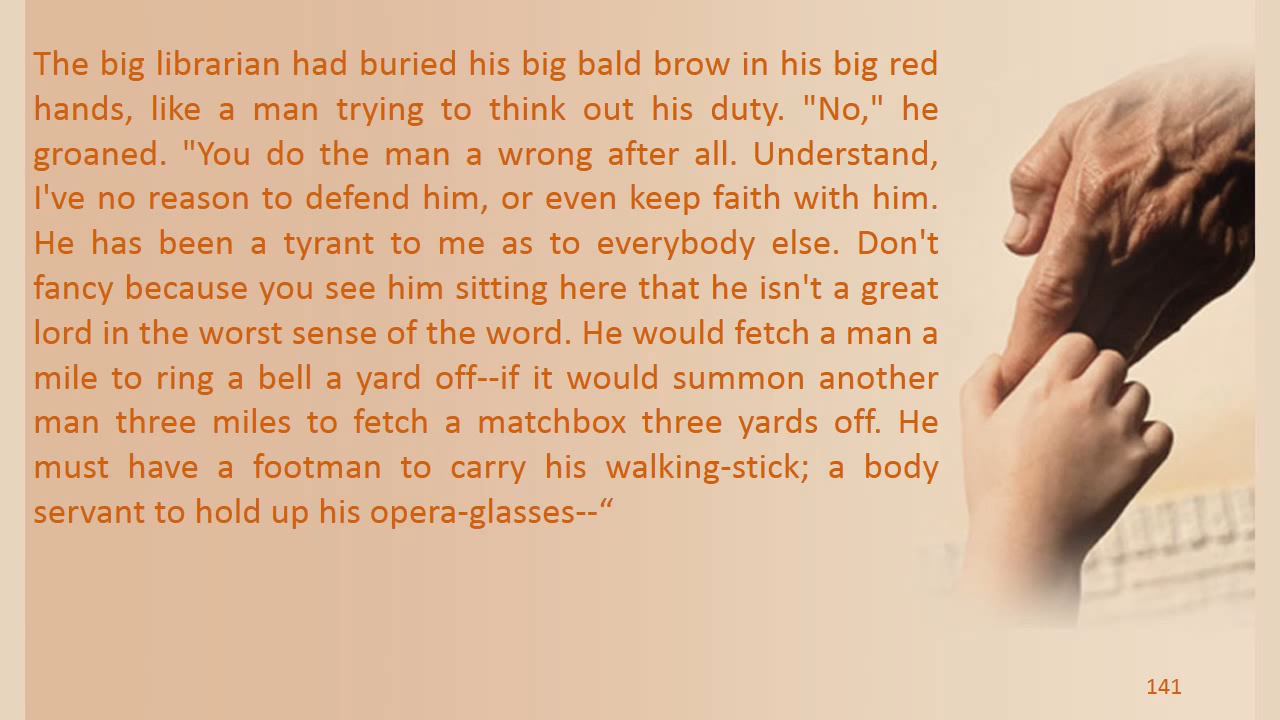 The big librarian had buried his big bald brow in his big red
hands, like a man trying to think out his duty. "No," he
groaned. "You do the man a wrong after all. Understand,
I've no reason to defend him, or even keep faith with him.
He has been a tyrant to me as to everybody else. Don't
fancy because you see him sitting here that he isn't a great
lord in the worst sense of the word. He would fetch a man a
mile to ring a bell a yard off--if it would summon another
man three miles to fetch a matchbox three yards off. He
must have a footman to carry his walking-stick; a body
servant to hold up his opera-glasses--“
141